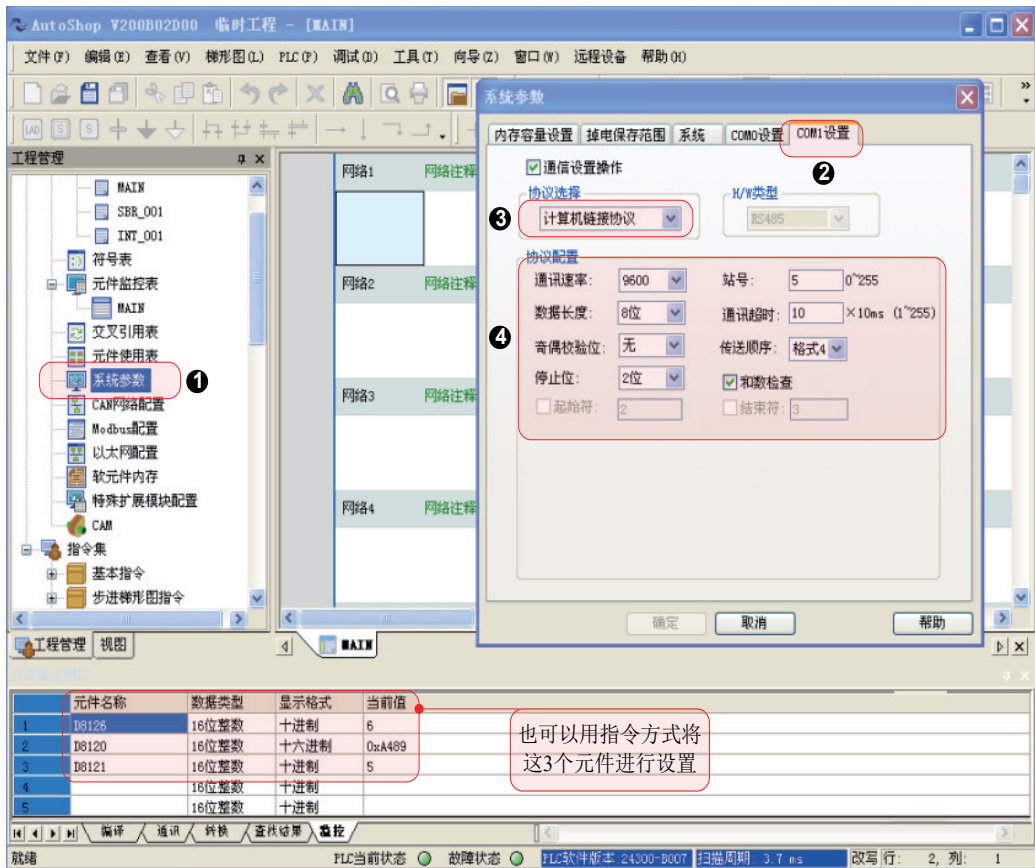 AutoShop V200B02D00 临时工程 - [MAIN]
文件(F) 编辑(E) 查看(V) 梯形图(L) PLC(P) 调试(D) 工具(T) 向导(Z) 窗口(W) 远程设备 帮助(H)
LAD S S
工程管理
MAIN
SBR_001
INT_001
符号表
元件监控表
MAIN
交叉引用表
元件使用表
系统参数 1
CAN网络配置
Modbus配置
以太网配置
软元件内存
特殊扩展模块配置
CAM
指令集
基本指令
步进梯形图指令
工程管理 视图
网络1 网络注释
网络2 网络注释
网络3 网络注释
网络4 网络注释
MAIN
系统参数
内存容量设置 掉电保存范围 系统 COM0设置 COM1设置
2
通信设置操作
协议选择 H/W类型
3 计算机链接协议 RS485
协议配置
4
通讯速率: 9600 站号: 5 0~255
数据长度: 8位 通讯超时: 10 ×10ms (1~255)
奇偶校验位: 无 传送顺序: 格式4
停止位: 2位 和数检查
起始符: 2 结束符: 3
确定 取消 帮助
元件名称 数据类型 显示格式 当前值
1 D8126 16位整数 十进制 6
2 D8120 16位整数 十六进制 0xA489
3 D8121 16位整数 十进制 5
4 16位整数 十进制
5 16位整数 十进制
也可以用指令方式将
这3个元件进行设置
编译 通讯 转换 查找结果 监控
就绪 PLC当前状态 故障状态 PLC软件版本 24300-B007 扫描周期 3.7 ms 改写 行: 2, 列: 1